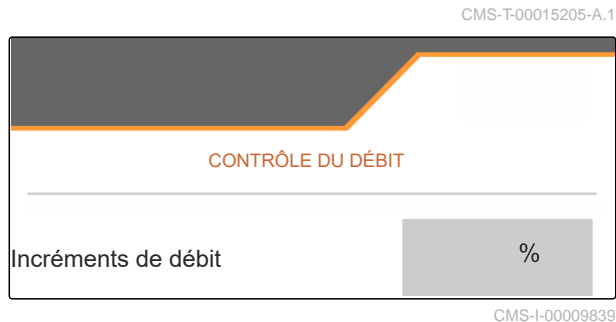 CMS-T-00015205-A.1
CONTRÔLE DU DÉBIT
Incréments de débit
%
CMS-I-00009839